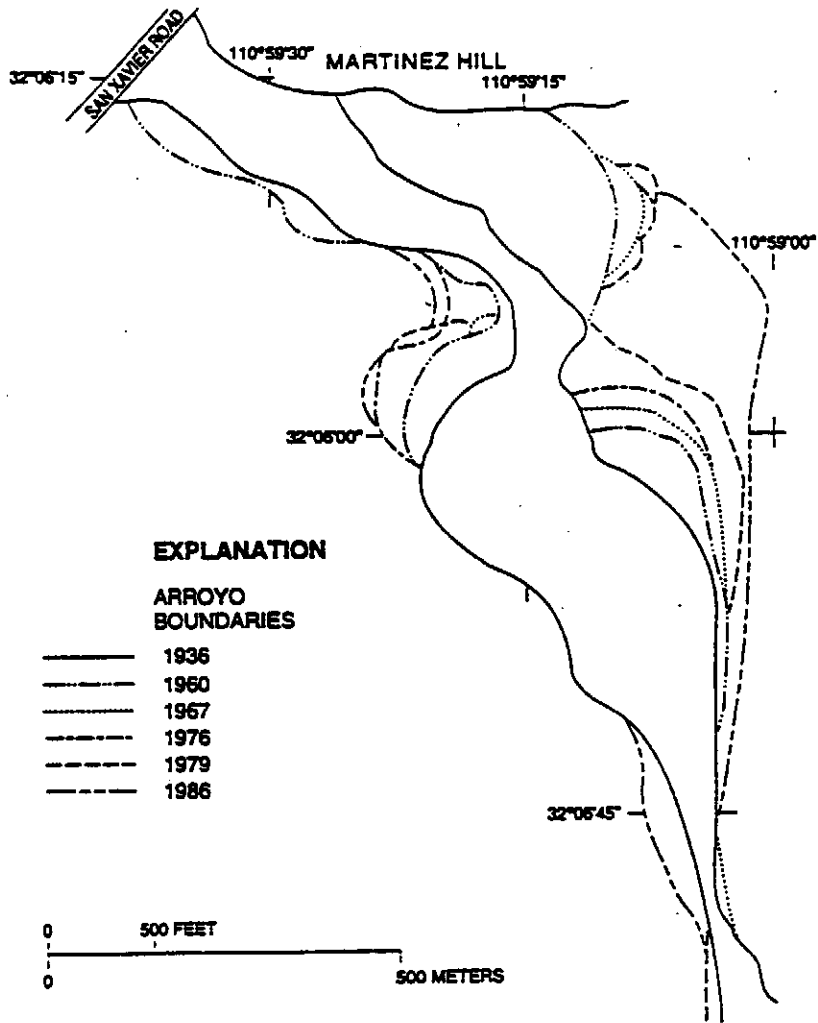 110°59'30"
MARTINEZ HILL
32°06'15"
SAN XAVIER ROAD
110°59'15"
110°59'00"
32°06'00"
EXPLANATION
ARROYO
BOUNDARIES
1936
1960
1967
1976
1979
1986
32°06'45"
0 500 FEET
0 500 METERS